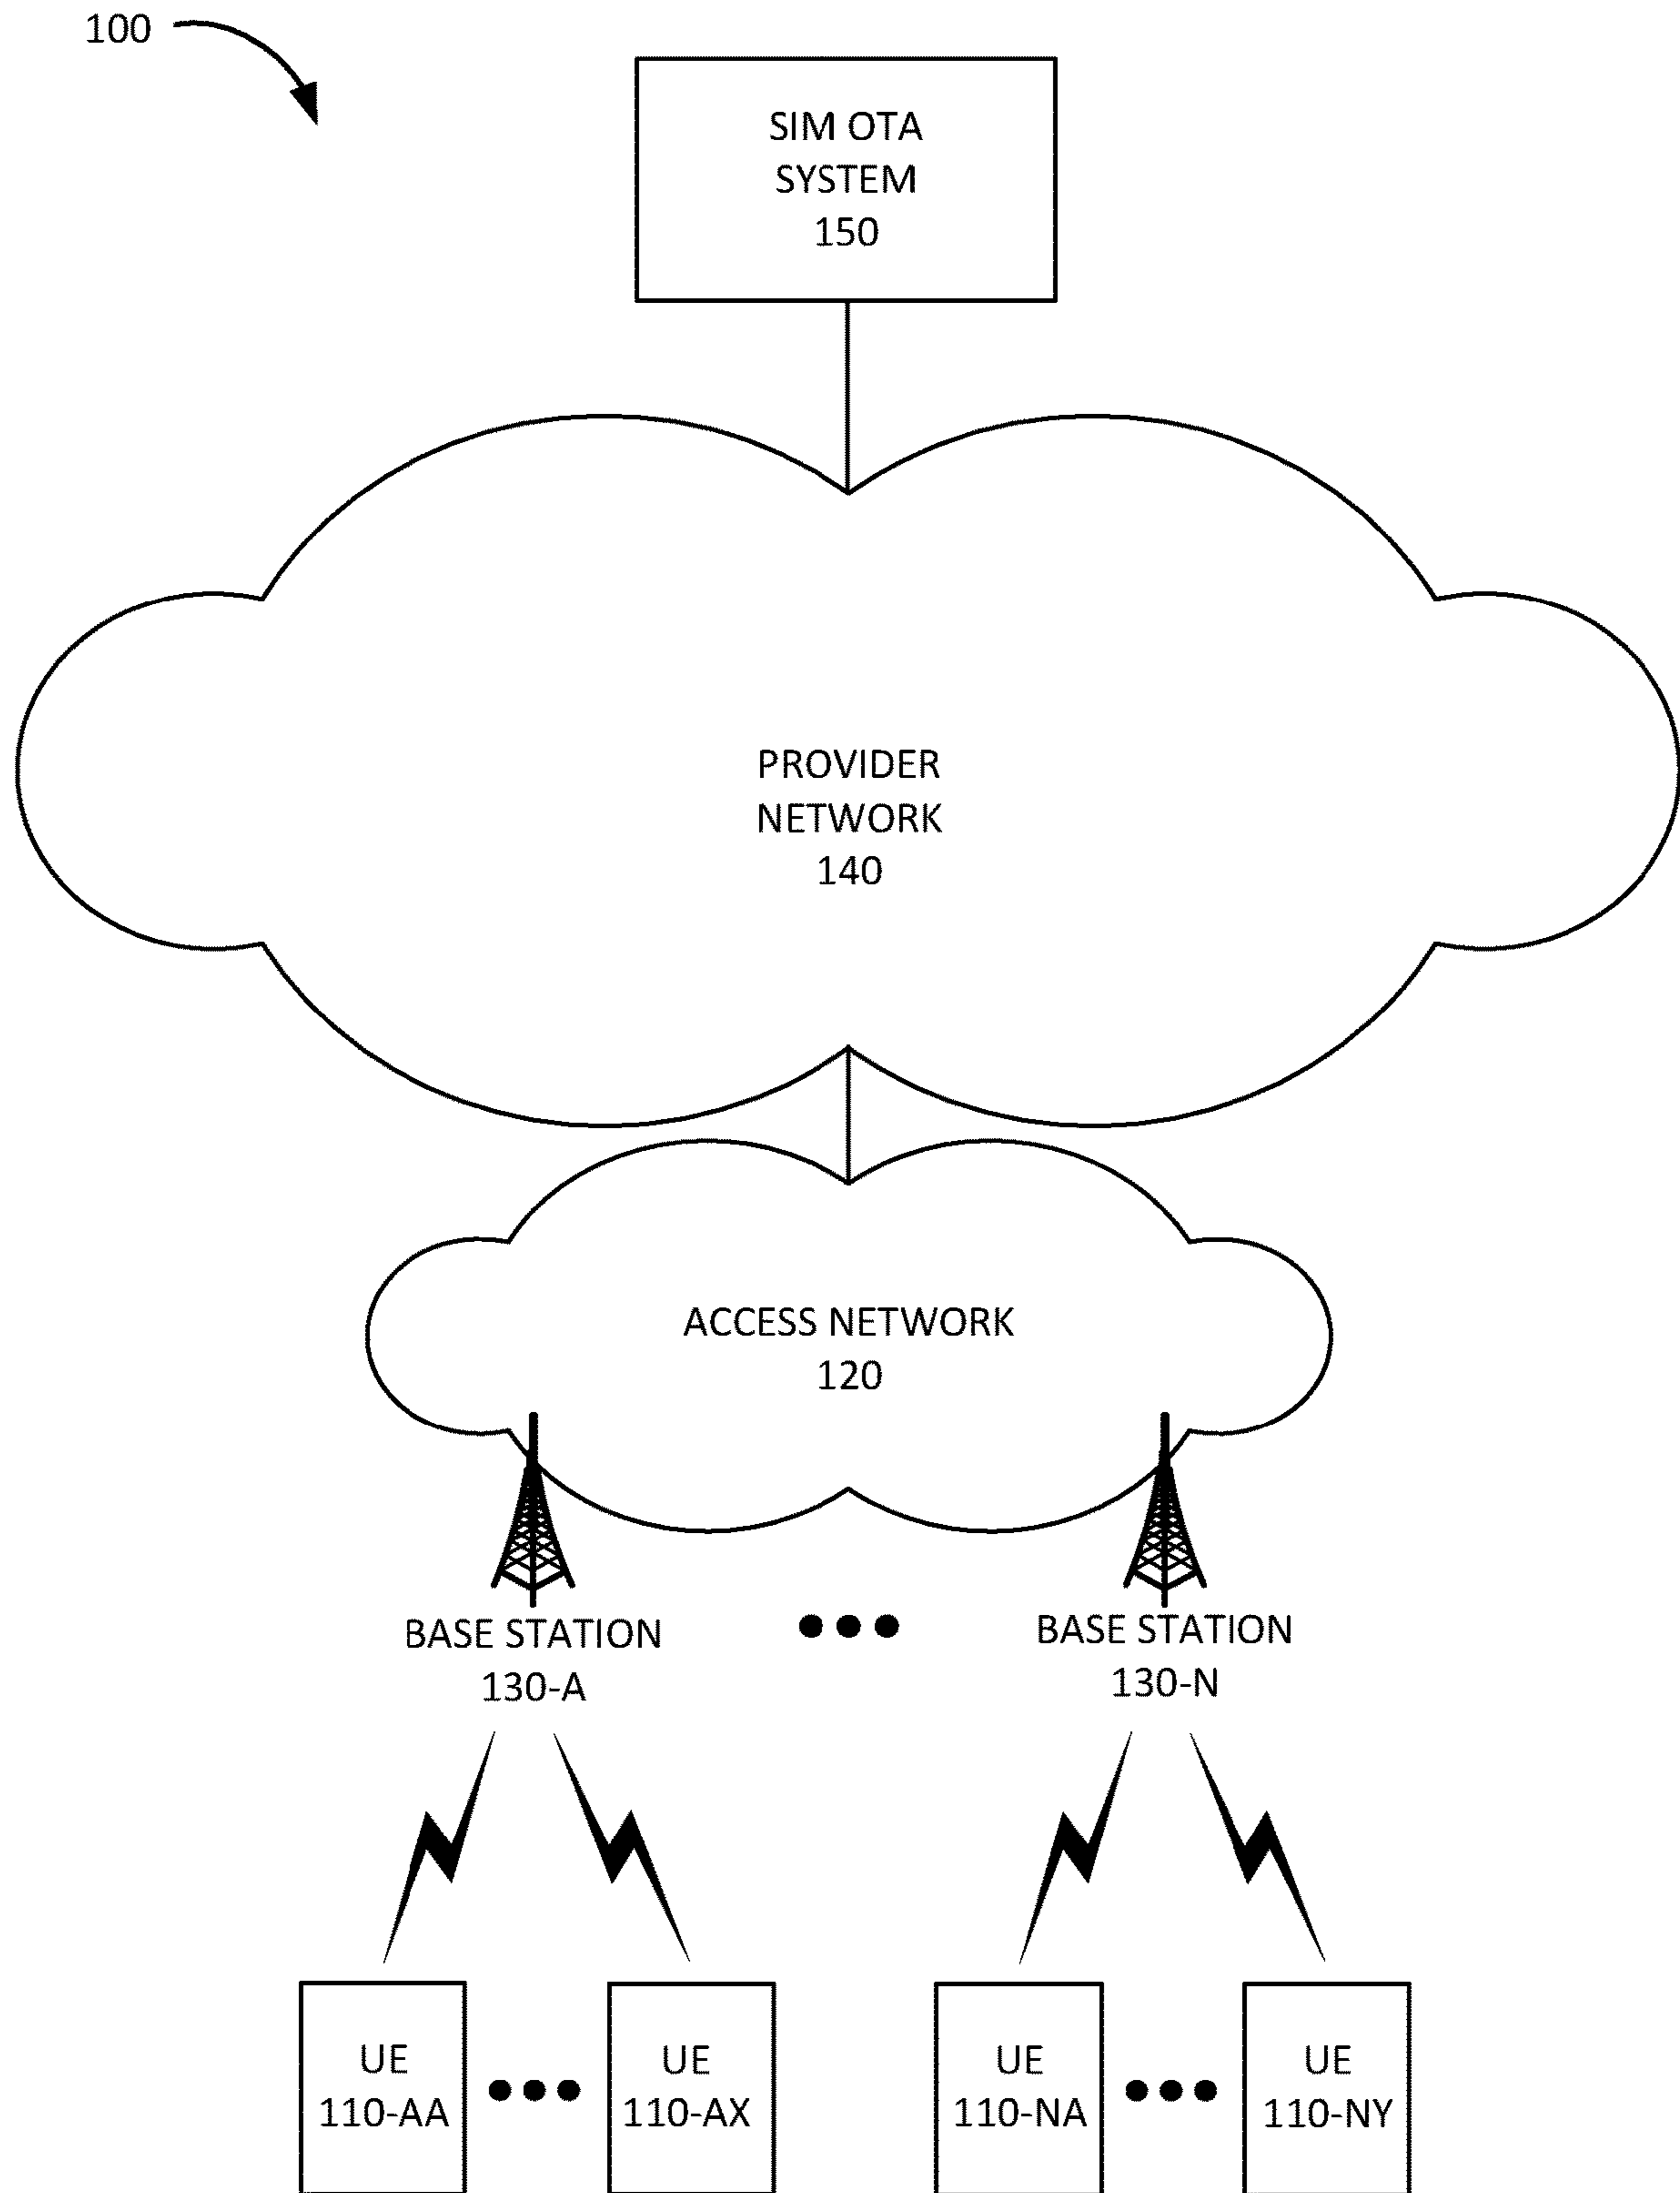 100
SIM OTA
SYSTEM
150
PROVIDER
NETWORK
140
ACCESS NETWORK
120
BASE STATION
130-A
BASE STATION
130-N
UE
110-AA
UE
110-AX
UE
110-NA
UE
110-NY